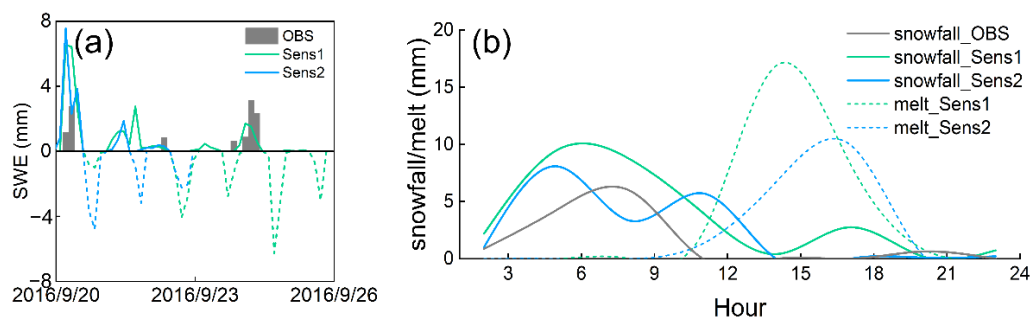 (a)
OBS
Sens1
Sens2
8
4
0
−4
−8
SWE (mm)
2016/9/20
2016/9/23
2016/9/26
(b)
snowfall_OBS
snowfall_Sens1
snowfall_Sens2
melt_Sens1
melt_Sens2
20
15
10
5
0
snowfall/melt (mm)
3
6
9
12
15
18
21
24
Hour